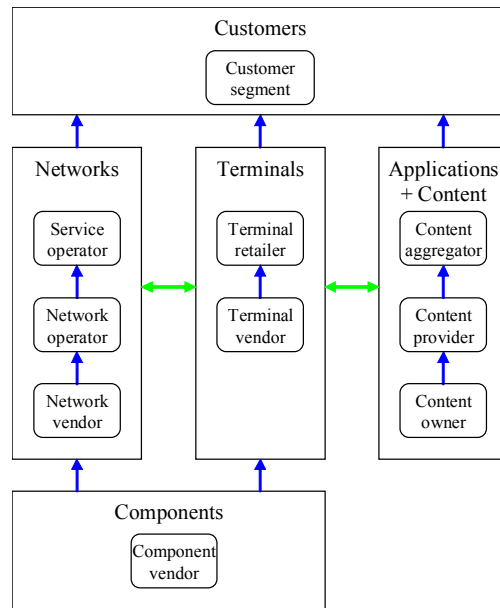 Customers
Customer
segment
Networks
Service
operator
Network
operator
Network
vendor
Terminals
Terminal
retailer
Terminal
vendor
Applications
+ Content
Content
aggregator
Content
provider
Content
owner
Components
Component
vendor